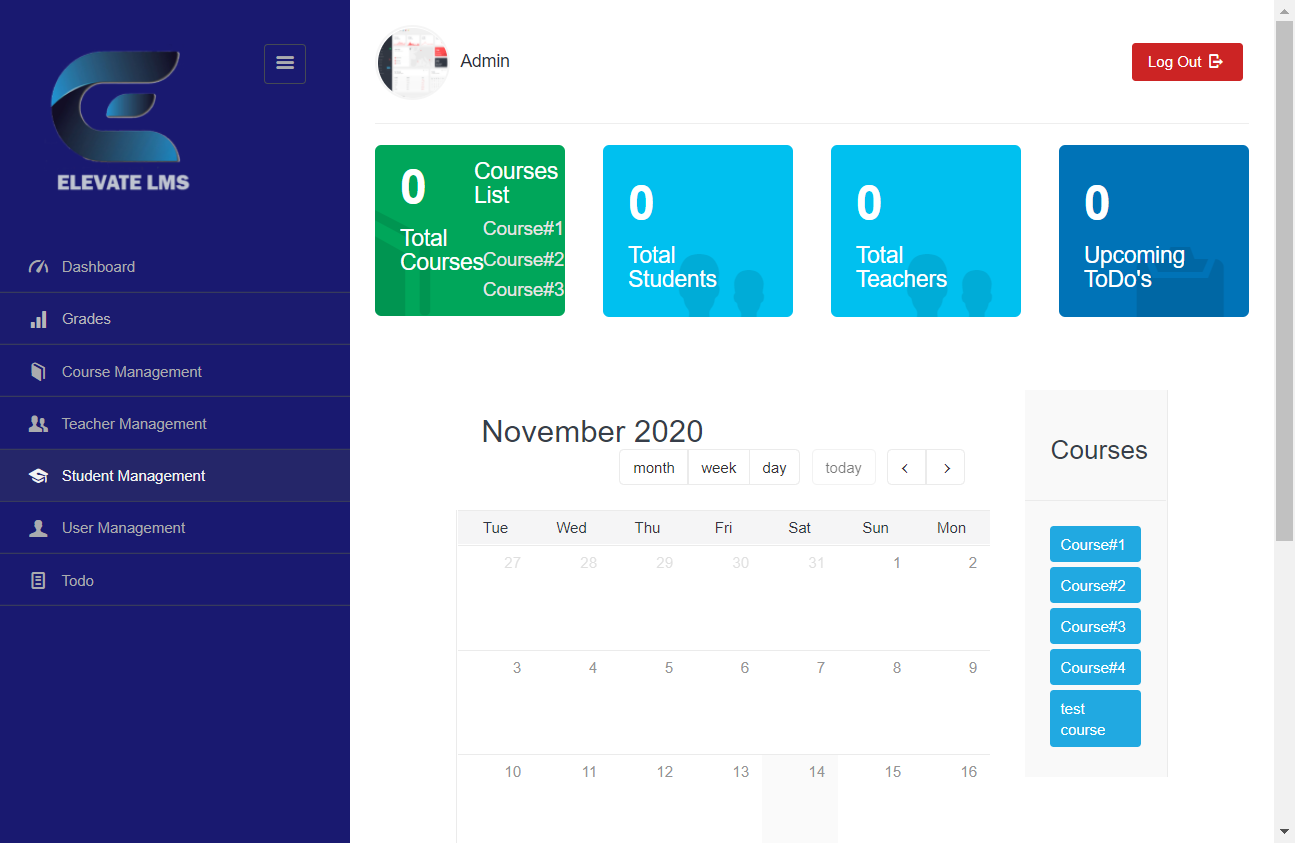 ELEVATE LMS
Dashboard
Grades
Course Management
Teacher Management
Student Management
User Management
Todo
Admin
Log Out
0
Total
Courses
Courses
List
Course#1
Course#2
Course#3
0
Total
Students
0
Total
Teachers
0
Upcoming
ToDo's
November 2020
month week day today
Tue Wed Thu Fri Sat Sun Mon
27 28 29 30 31 1 2
3 4 5 6 7 8 9
10 11 12 13 14 15 16
Courses
Course#1
Course#2
Course#3
Course#4
test
course